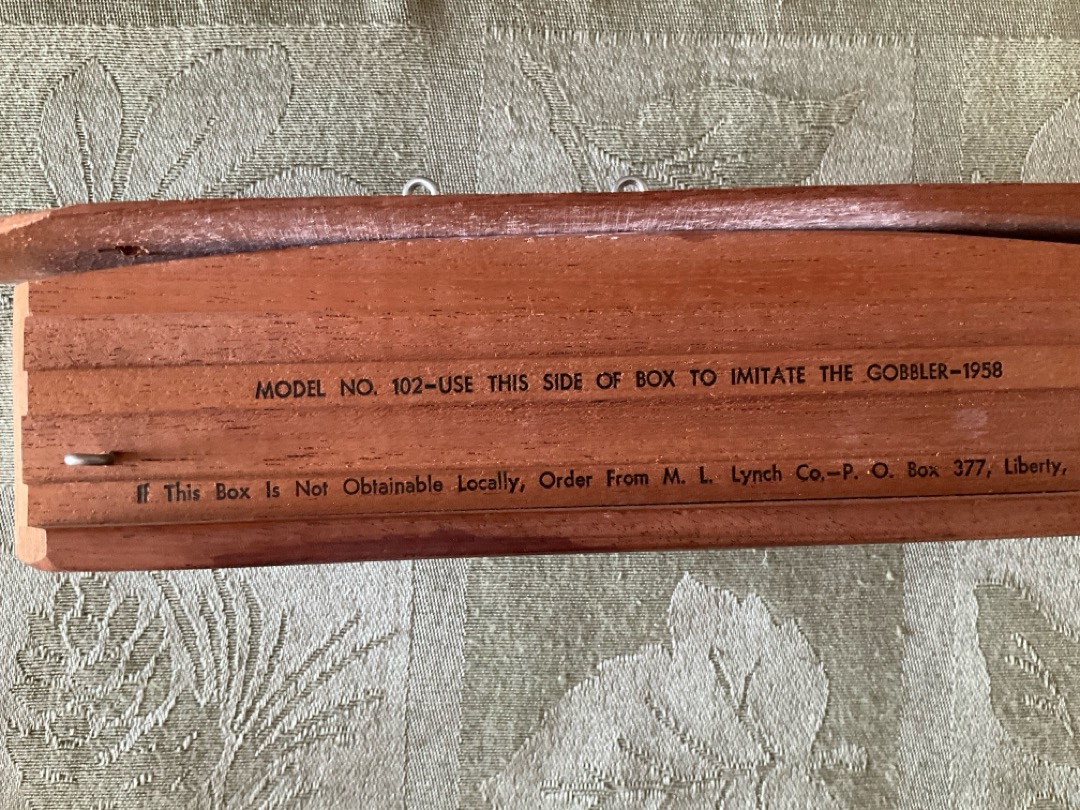 MODEL NO. 102-USE THIS SIDE OF BOX TO IMITATE THE GOBBLER-1958
If This Box Is Not Obtainable Locally, Order From M. L. Lynch Co.-P. O. Box 377, Liberty,